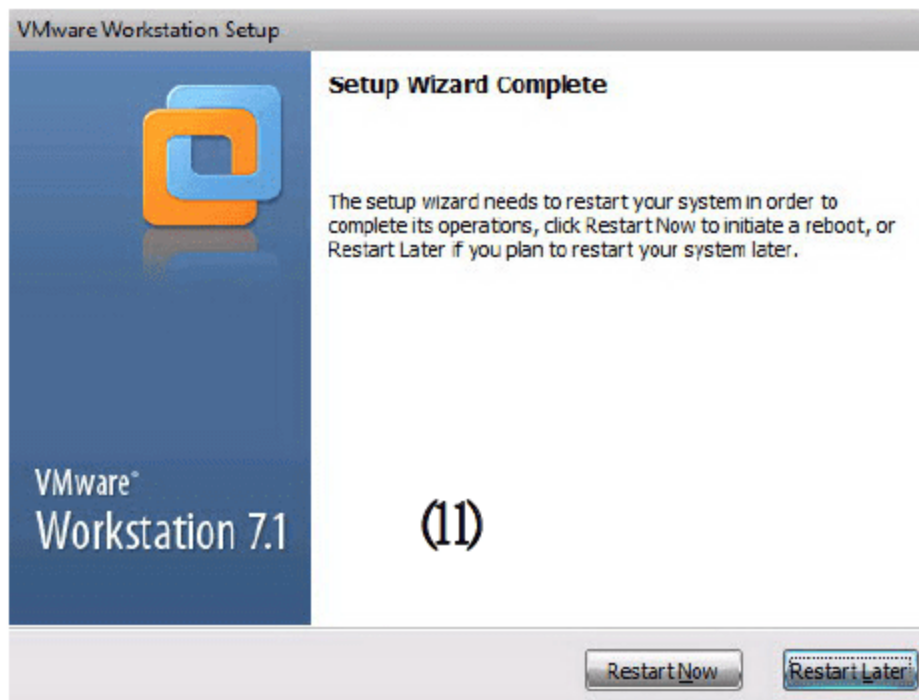 VMware Workstation Setup
Setup Wizard Complete
The setup wizard needs to restart your system in order to
complete its operations, click Restart Now to initiate a reboot, or
Restart Later if you plan to restart your system later.
VMware®
Workstation 7.1
(11)
Restart Now
Restart Later